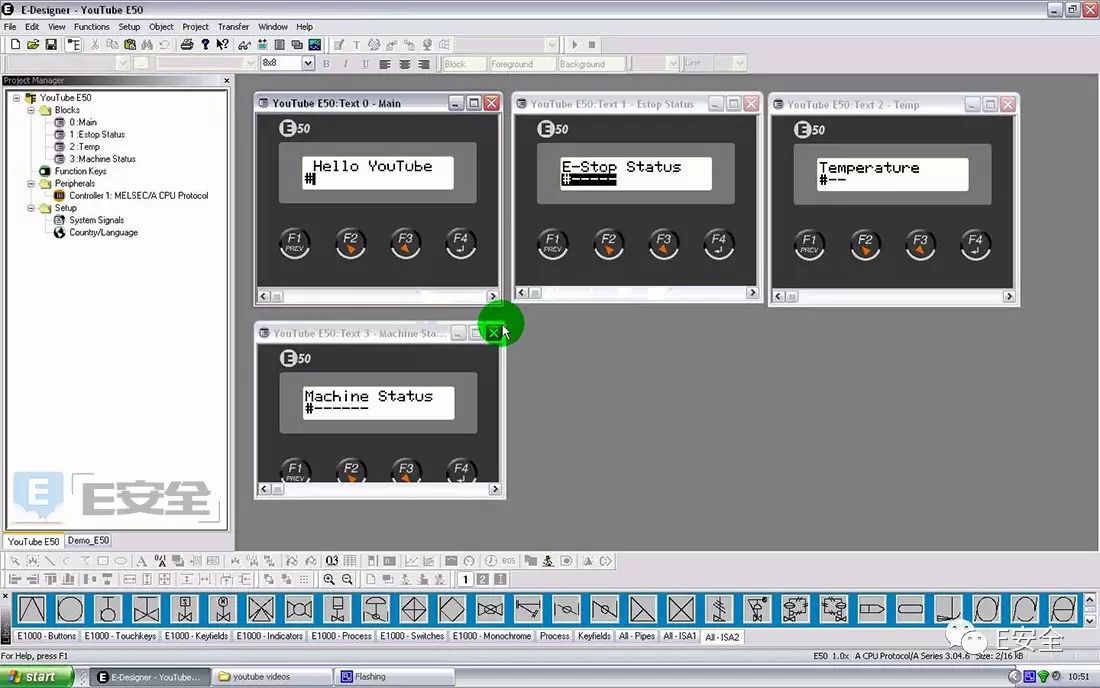 E-Designer - YouTube E50
File Edit View Functions Setup Object Project Transfer Window Help
8x8 B I U Block Foreground Background Line
Project Manager
YouTube E50
Blocks
0 :Main
1 :Estop Status
2 :Temp
3 :Machine Status
Function Keys
Peripherals
Controller 1: MELSEC/A CPU Protocol
Setup
System Signals
Country/Language
E安全
YouTube E50 Demo_E50
YouTube E50:Text 0 - Main
E50
Hello YouTube
#
F1 PREV F2 F3 F4
YouTube E50:Text 1 - Estop Status
E50
E-Stop Status
#-----
F1 PREV F2 F3 F4
YouTube E50:Text 2 - Temp
E50
Temperature
#--
F1 PREV F2 F3 F4
YouTube E50:Text 3 - Machine Sta...
E50
Machine Status
#------
F1 PREV F2 F3 F4
E1000 - Buttons E1000 - Touchkeys E1000 - Keyfields E1000 - Indicators E1000 - Process E1000 - Switches E1000 - Monochrome Process Keyfields All - Pipes All - ISA1 All - ISA2
For Help, press F1
E50 1.0x A CPU Protocol/A Series 3.04.6 Size: 2/16 kB
E安全
start E-Designer - YouTube... youtube videos Flashing 10:51